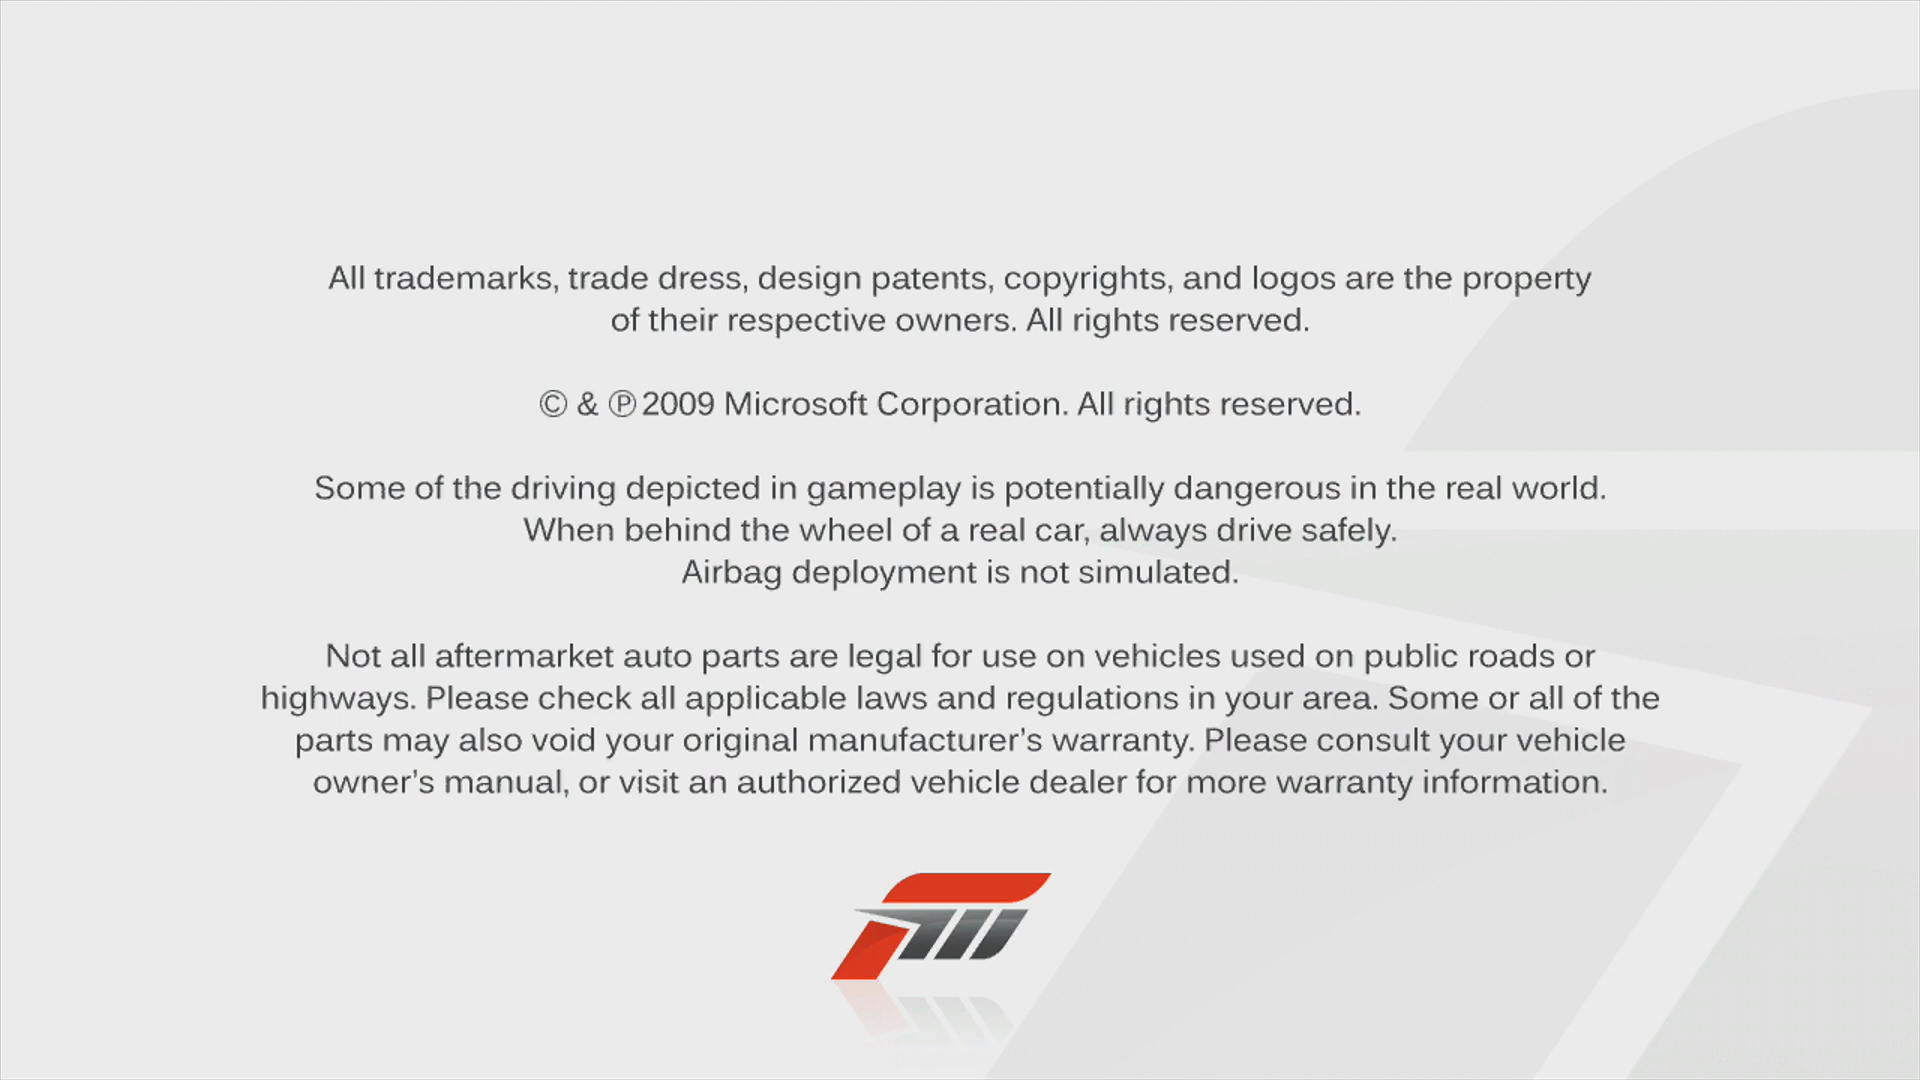 All trademarks, trade dress, design patents, copyrights, and logos are the property
of their respective owners. All rights reserved.
© & ℗ 2009 Microsoft Corporation. All rights reserved.
Some of the driving depicted in gameplay is potentially dangerous in the real world.
When behind the wheel of a real car, always drive safely.
Airbag deployment is not simulated.
Not all aftermarket auto parts are legal for use on vehicles used on public roads or
highways. Please check all applicable laws and regulations in your area. Some or all of the
parts may also void your original manufacturer’s warranty. Please consult your vehicle
owner’s manual, or visit an authorized vehicle dealer for more warranty information.